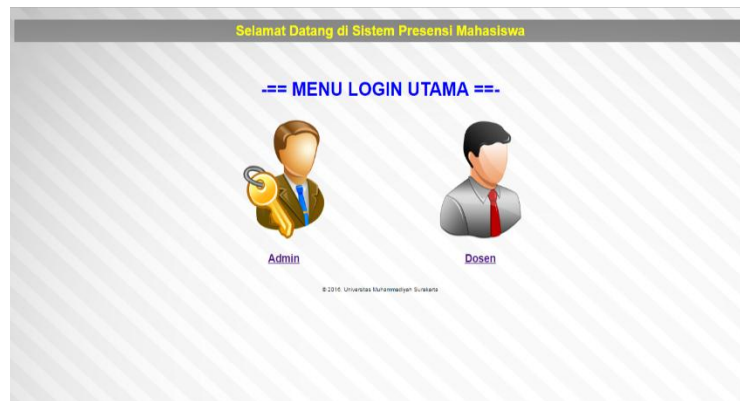 Selamat Datang di Sistem Presensi Mahasiswa
-== MENU LOGIN UTAMA ==-
Admin
Dosen
© 2016, Universitas Muhammadiyah Surakarta